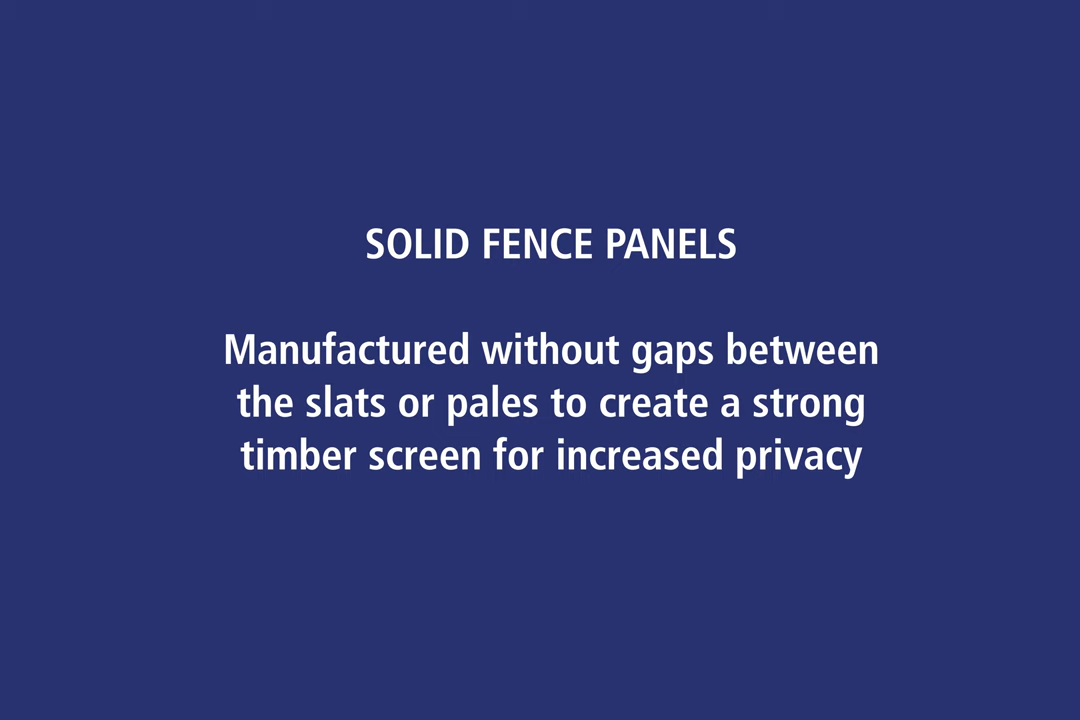 SOLID FENCE PANELS
Manufactured without gaps between
the slats or pales to create a strong
timber screen for increased privacy